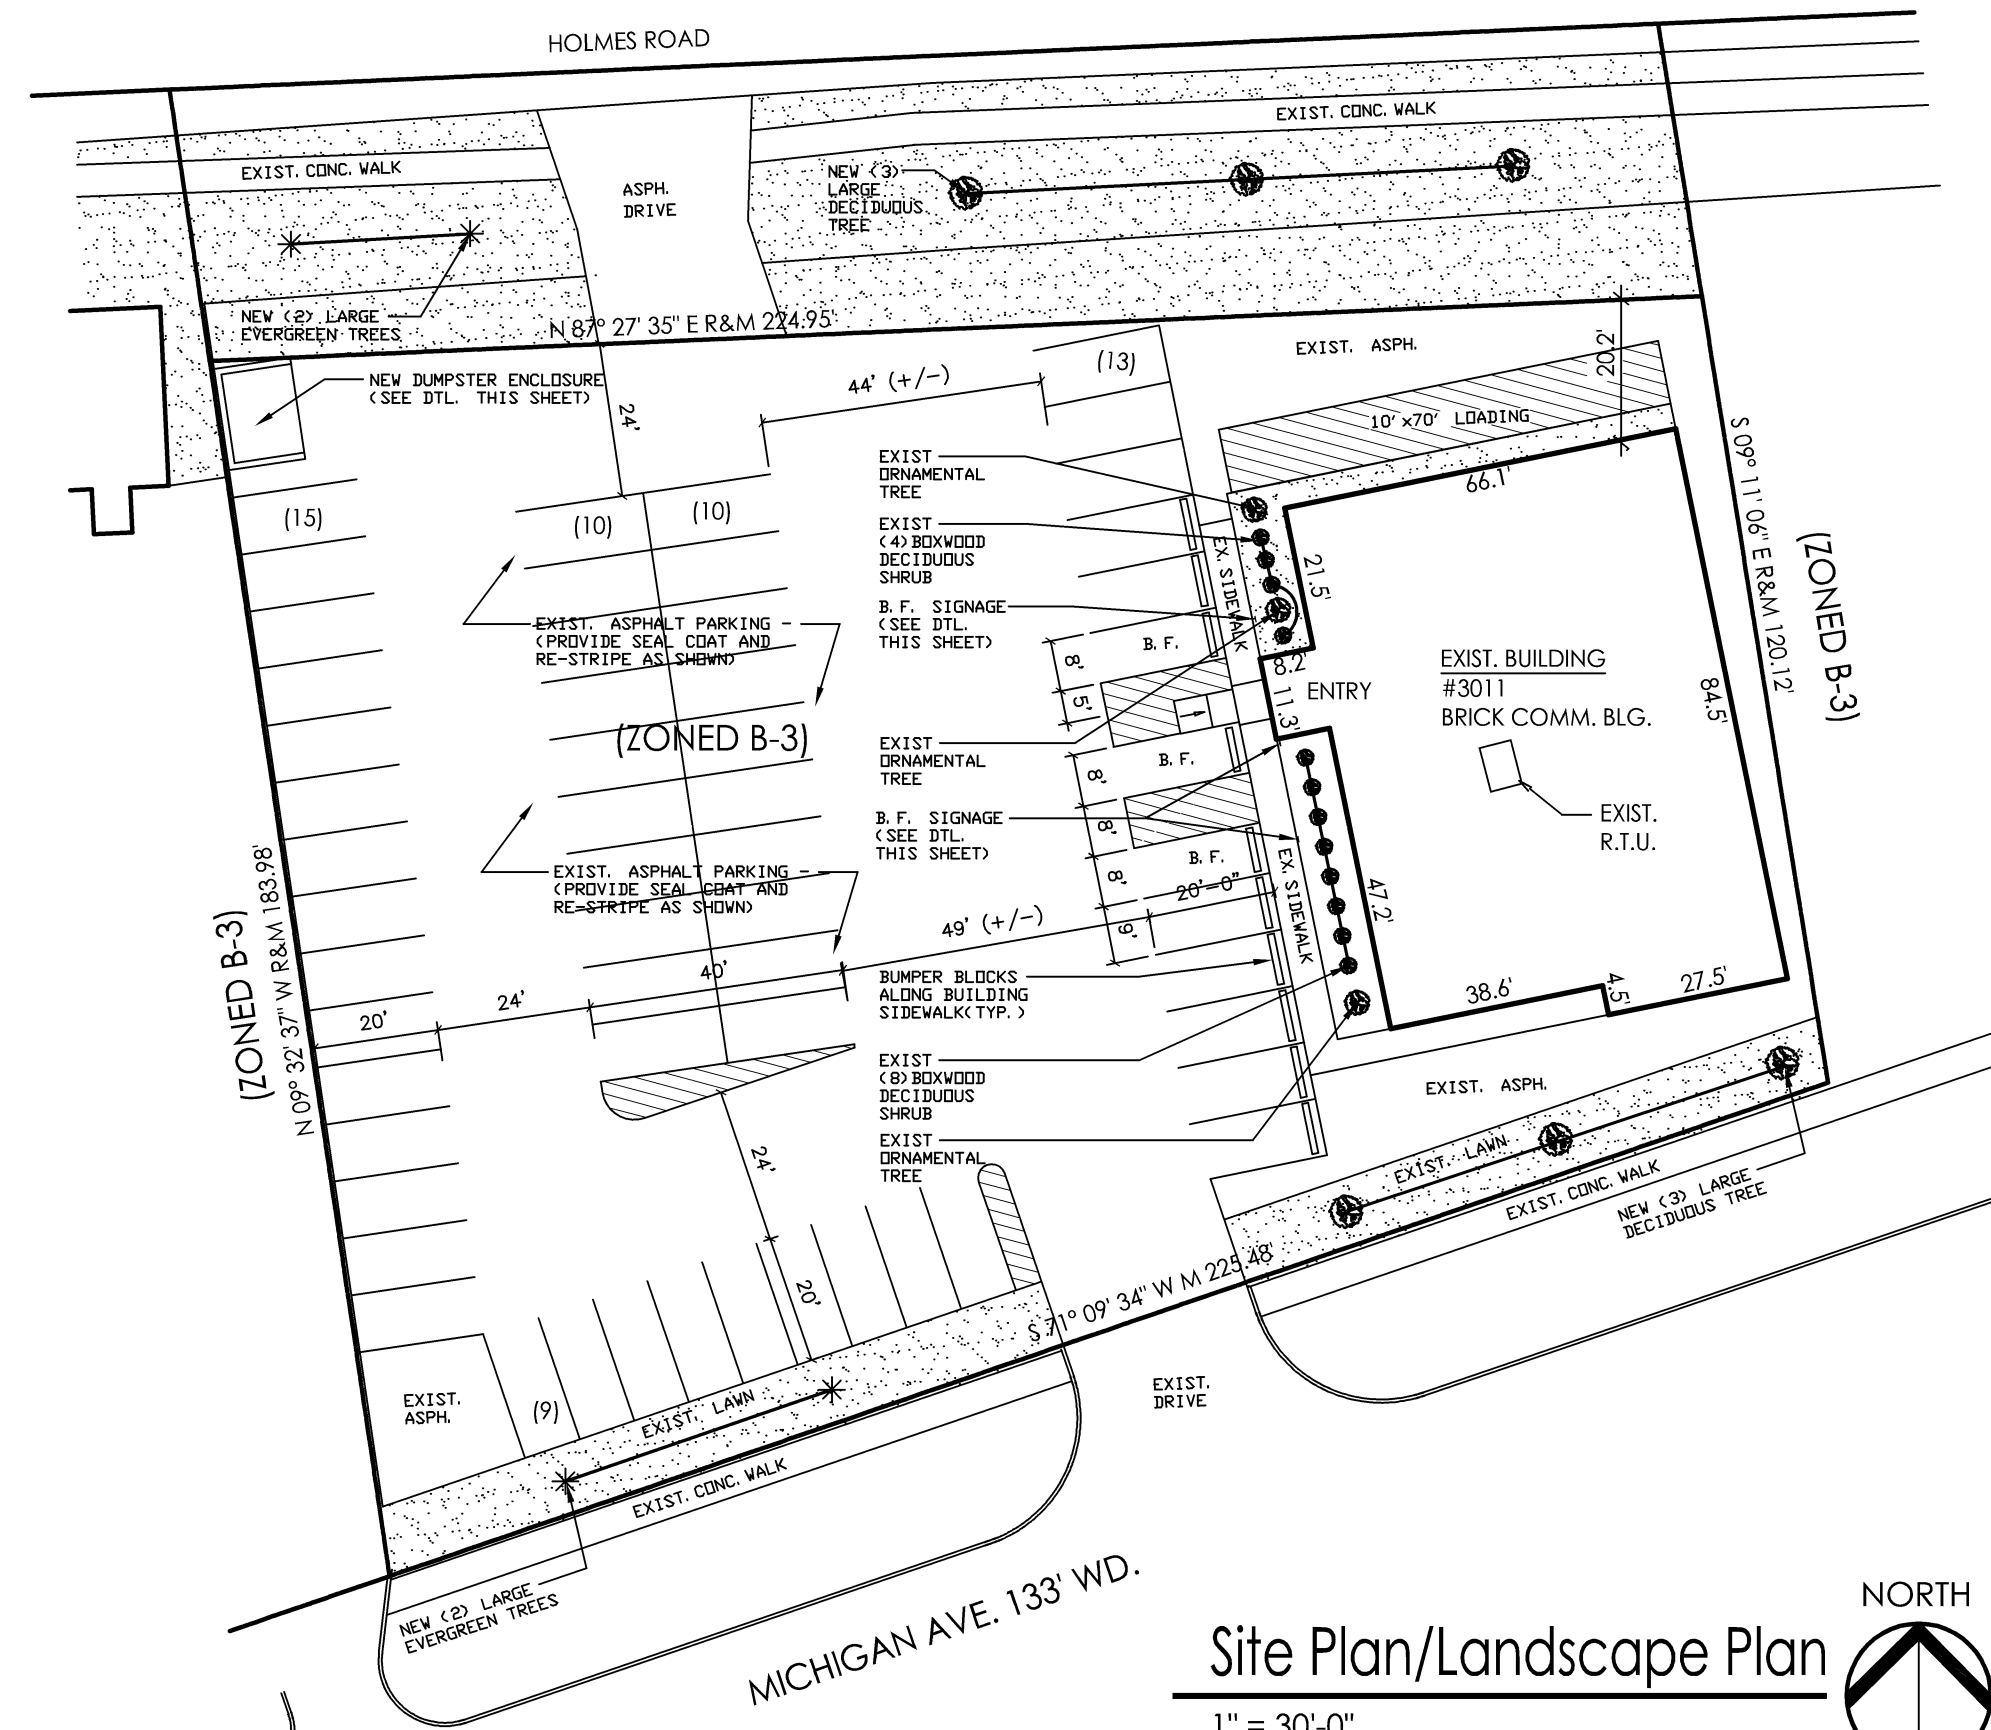 HOLMES ROAD
EXIST. CONC. WALK
EXIST. CONC. WALK
ASPH.
DRIVE
NEW (3)
LARGE
DECIDUOUS
TREE
NEW (2) LARGE
EVERGREEN TREES
N 87° 27' 35" E R&M 224.95'
NEW DUMPSTER ENCLOSURE
(SEE DTL. THIS SHEET)
24'
44' (+/-)
(13)
EXIST. ASPH.
20.2'
10'x70' LOADING
66.1'
S 09° 11' 06" E R&M 120.12'
(ZONED B-3)
(15)
(10)
(10)
EXIST
ORNAMENTAL
TREE
EXIST
(4)BOXWOOD
DECIDUOUS
SHRUB
B.F. SIGNAGE
(SEE DTL.
THIS SHEET)
EX. SIDEWALK
21.5'
8'
B.F.
8.2'
5'
11.3'
ENTRY
EXIST. BUILDING
#3011
BRICK COMM. BLG.
84.5'
EXIST. ASPHALT PARKING -
(PROVIDE SEAL COAT AND
RE-STRIPE AS SHOWN)
(ZONED B-3)
EXIST
ORNAMENTAL
TREE
8'
B.F.
EXIST.
R.T.U.
B.F. SIGNAGE
(SEE DTL.
THIS SHEET)
8'
B.F.
8'
20'-0"
EX. SIDEWALK
47.2'
EXIST. ASPHALT PARKING -
(PROVIDE SEAL COAT AND
RE-STRIPE AS SHOWN)
49' (+/-)
9'
(ZONED B-3)
N 09° 32' 37" W R&M 183.98'
40'
24'
20'
BUMPER BLOCKS
ALONG BUILDING
SIDEWALK(TYP.)
38.6'
4.5'
27.5'
EXIST
(8)BOXWOOD
DECIDUOUS
SHRUB
EXIST
ORNAMENTAL
TREE
EXIST. ASPH.
24'
20'
EXIST. LAWN
EXIST. CONC. WALK
NEW (3) LARGE
DECIDUOUS TREE
S 71° 09' 34" W M 225.48'
EXIST.
DRIVE
EXIST.
ASPH.
(9)
EXIST. LAWN
EXIST. CONC. WALK
NEW (2) LARGE
EVERGREEN TREES
MICHIGAN AVE. 133' WD.
NORTH
Site Plan/Landscape Plan
1" = 30'-0"